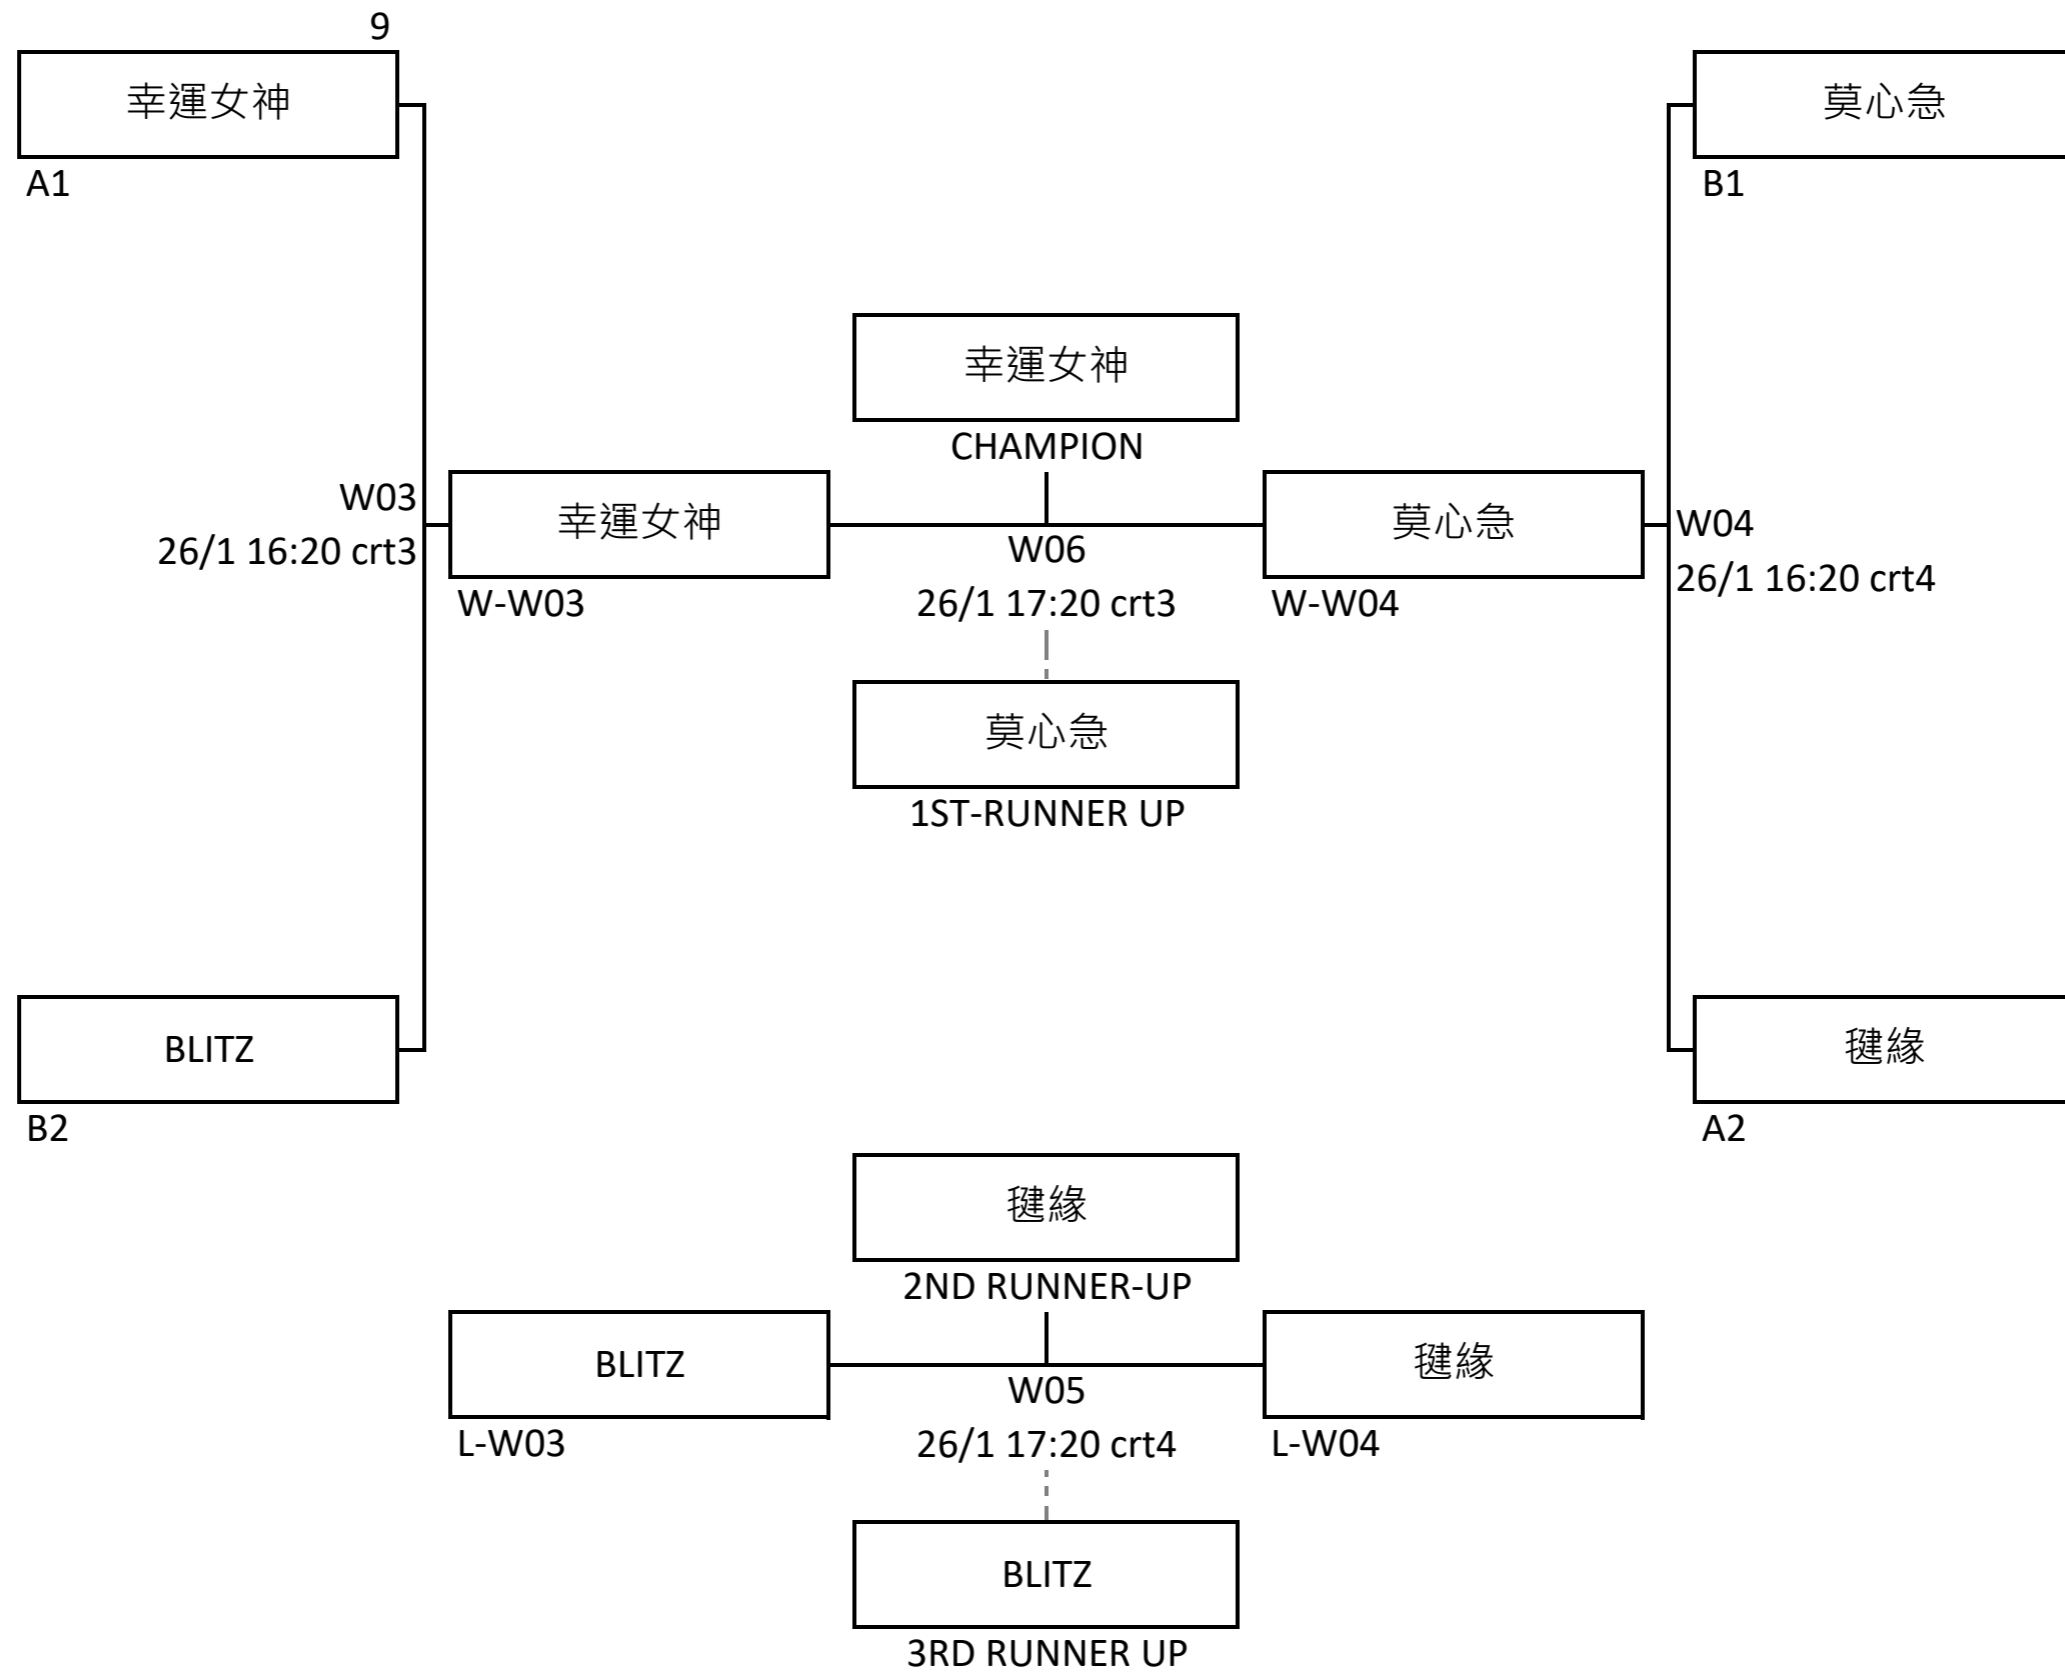 9
幸運女神
A1
莫心急
B1
幸運女神
CHAMPION
W03
26/1 16:20 crt3
幸運女神
W-W03
W06
26/1 17:20 crt3
莫心急
W-W04
W04
26/1 16:20 crt4
莫心急
1ST-RUNNER UP
BLITZ
B2
毽緣
A2
毽緣
2ND RUNNER-UP
BLITZ
L-W03
W05
26/1 17:20 crt4
毽緣
L-W04
BLITZ
3RD RUNNER UP